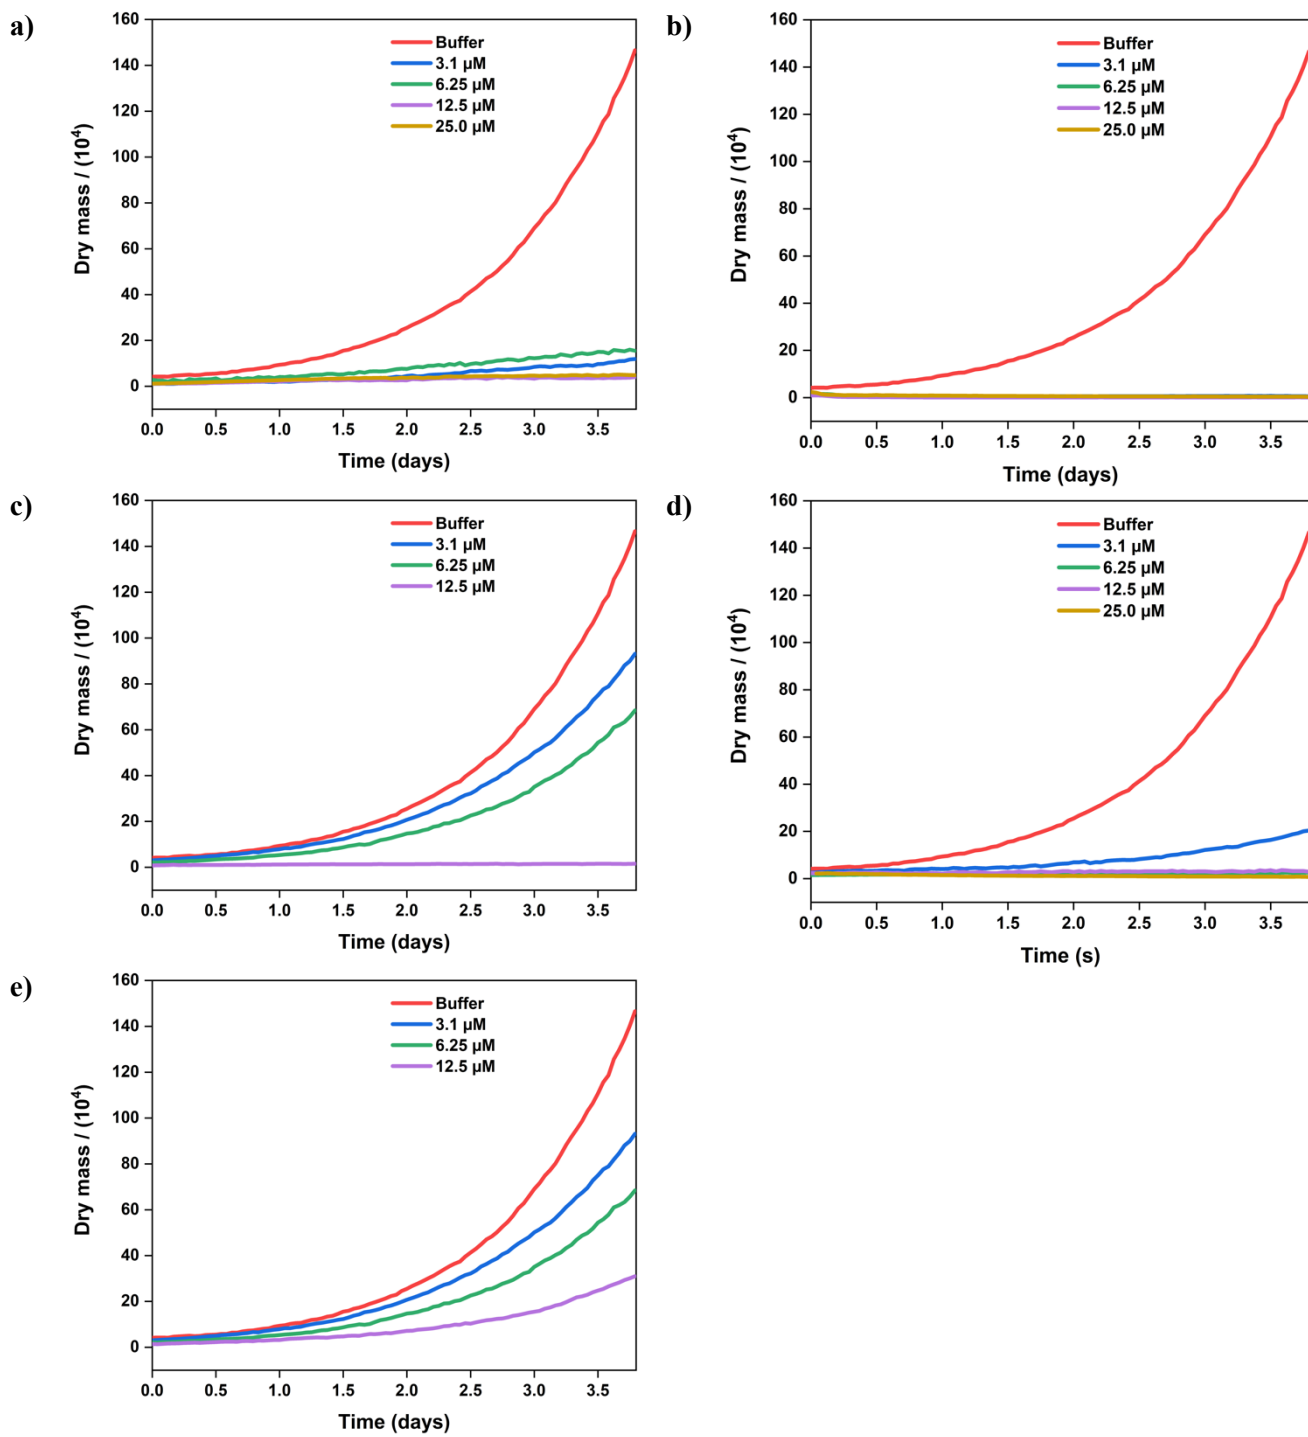 a)
160
140
120
100
80
60
40
20
0
Dry mass / (10⁴)
Buffer
3.1 µM
6.25 µM
12.5 µM
25.0 µM
0.0 0.5 1.0 1.5 2.0 2.5 3.0 3.5
Time (days)
b)
160
140
120
100
80
60
40
20
0
Dry mass / (10⁴)
Buffer
3.1 µM
6.25 µM
12.5 µM
25.0 µM
0.0 0.5 1.0 1.5 2.0 2.5 3.0 3.5
Time (days)
c)
160
140
120
100
80
60
40
20
0
Dry mass / (10⁴)
Buffer
3.1 µM
6.25 µM
12.5 µM
0.0 0.5 1.0 1.5 2.0 2.5 3.0 3.5
Time (days)
d)
160
140
120
100
80
60
40
20
0
Dry mass / (10⁴)
Buffer
3.1 µM
6.25 µM
12.5 µM
25.0 µM
0.0 0.5 1.0 1.5 2.0 2.5 3.0 3.5
Time (s)
e)
160
140
120
100
80
60
40
20
0
Dry mass / (10⁴)
Buffer
3.1 µM
6.25 µM
12.5 µM
0.0 0.5 1.0 1.5 2.0 2.5 3.0 3.5
Time (days)